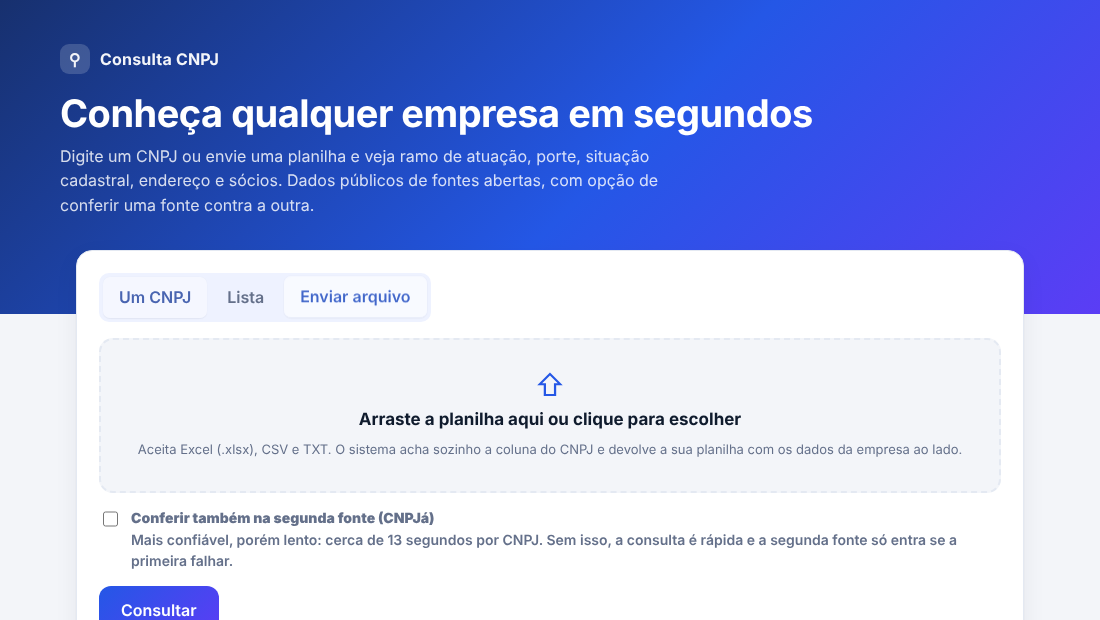 Consulta CNPJ
Conheça qualquer empresa em segundos
Digite um CNPJ ou envie uma planilha e veja ramo de atuação, porte, situação
cadastral, endereço e sócios. Dados públicos de fontes abertas, com opção de
conferir uma fonte contra a outra.
Um CNPJ Lista Enviar arquivo
Arraste a planilha aqui ou clique para escolher
Aceita Excel (.xlsx), CSV e TXT. O sistema acha sozinho a coluna do CNPJ e devolve a sua planilha com os dados da empresa ao lado.
Conferir também na segunda fonte (CNPJá)
Mais confiável, porém lento: cerca de 13 segundos por CNPJ. Sem isso, a consulta é rápida e a segunda fonte só entra se a
primeira falhar.
Consultar